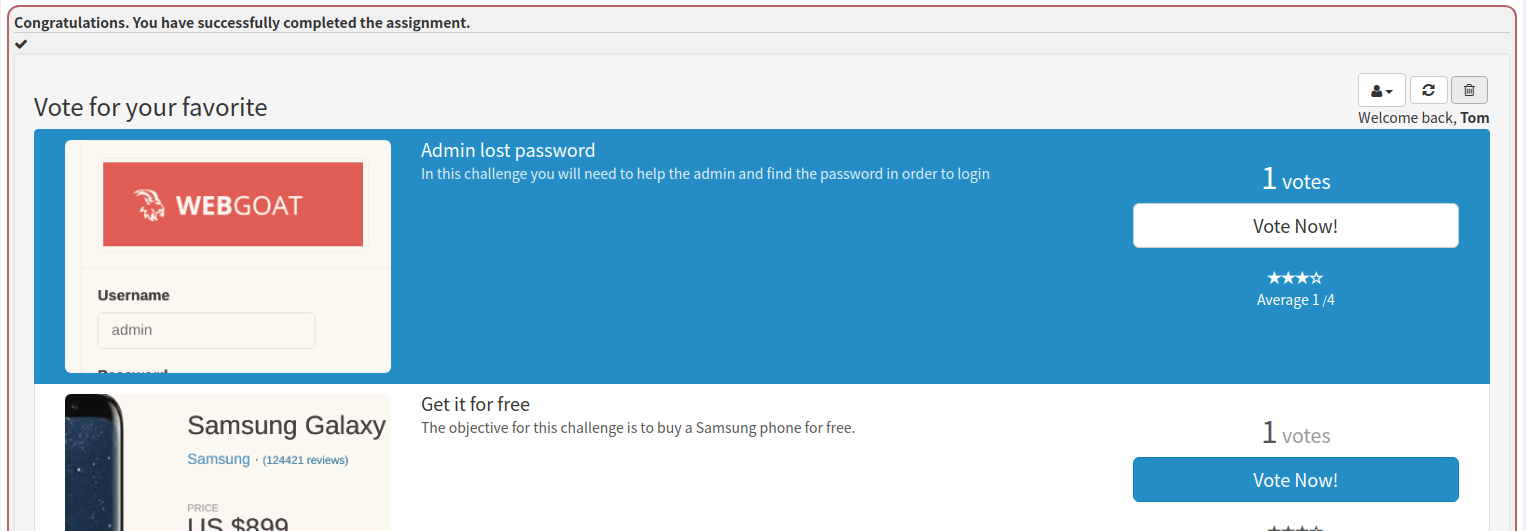 Congratulations. You have successfully completed the assignment.
Vote for your favorite
Welcome back, Tom
WEBGOAT
Username
admin
Password
Admin lost password
In this challenge you will need to help the admin and find the password in order to login
1 votes
Vote Now!
Average 1 /4
Samsung Galaxy
Samsung · (124421 reviews)
PRICE
US $899
Get it for free
The objective for this challenge is to buy a Samsung phone for free.
1 votes
Vote Now!